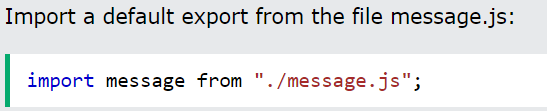 Import a default export from the file message.js:
import message from "./message.js";